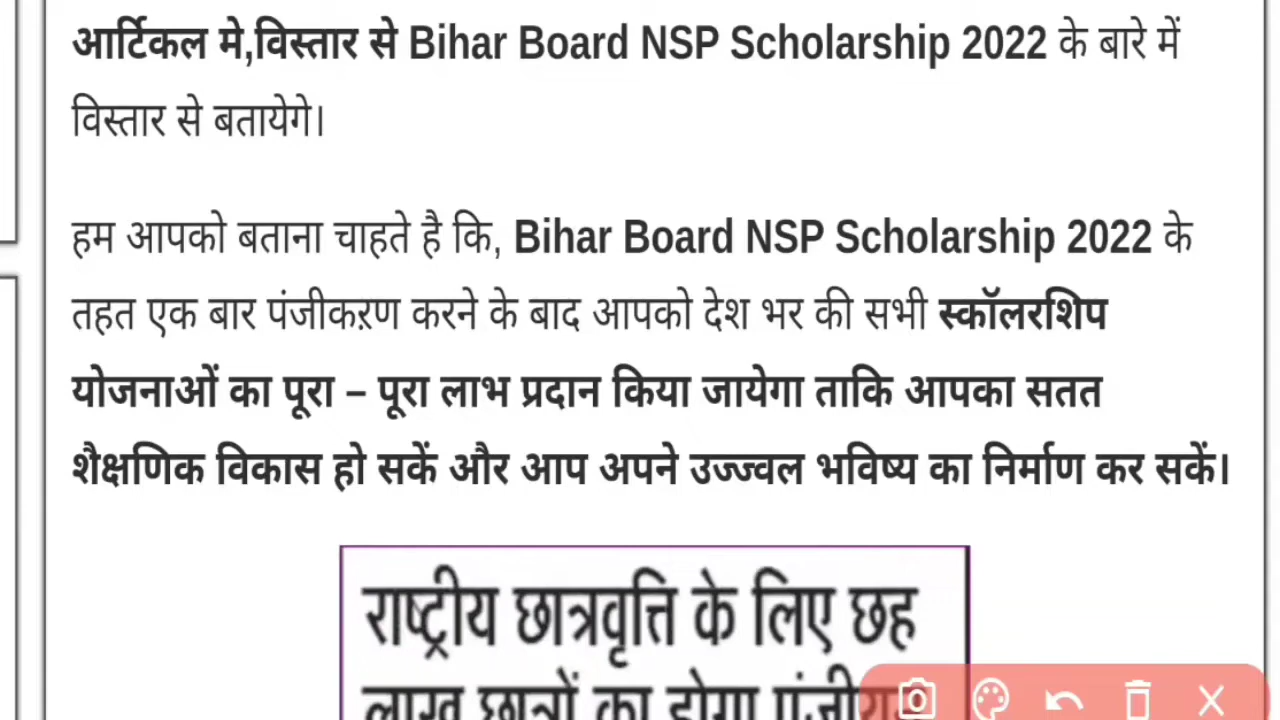 आर्टिकल मे,विस्तार से Bihar Board NSP Scholarship 2022 के बारे में
विस्तार से बतायेगे।
हम आपको बताना चाहते है कि, Bihar Board NSP Scholarship 2022 के
तहत एक बार पंजीकऱण करने के बाद आपको देश भर की सभी स्कॉलरशिप
योजनाओं का पूरा – पूरा लाभ प्रदान किया जायेगा ताकि आपका सतत
शैक्षणिक विकास हो सकें और आप अपने उज्ज्वल भविष्य का निर्माण कर सकें।
राष्ट्रीय छात्रवृत्ति के लिए छह
लाख छात्रों का होगा